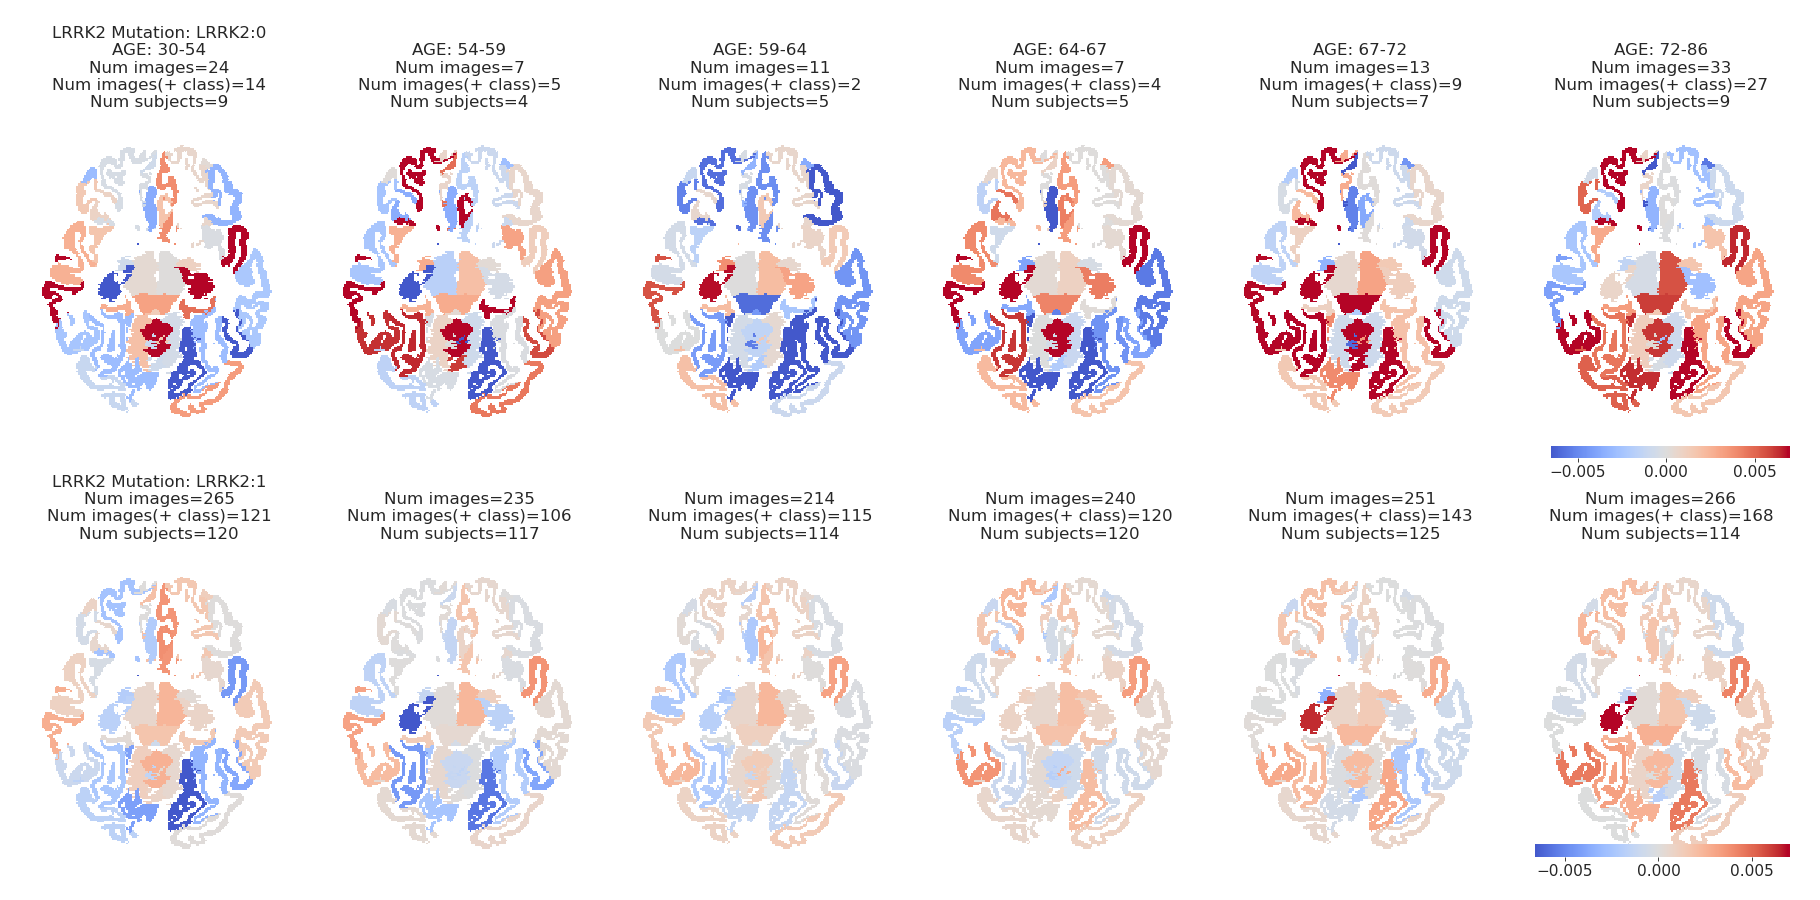 LRRK2 Mutation: LRRK2:0
AGE: 30-54
Num images=24
Num images(+ class)=14
Num subjects=9
AGE: 54-59
Num images=7
Num images(+ class)=5
Num subjects=4
AGE: 59-64
Num images=11
Num images(+ class)=2
Num subjects=5
AGE: 64-67
Num images=7
Num images(+ class)=4
Num subjects=5
AGE: 67-72
Num images=13
Num images(+ class)=9
Num subjects=7
AGE: 72-86
Num images=33
Num images(+ class)=27
Num subjects=9
−0.005 0.000 0.005
LRRK2 Mutation: LRRK2:1
Num images=265
Num images(+ class)=121
Num subjects=120
Num images=235
Num images(+ class)=106
Num subjects=117
Num images=214
Num images(+ class)=115
Num subjects=114
Num images=240
Num images(+ class)=120
Num subjects=120
Num images=251
Num images(+ class)=143
Num subjects=125
Num images=266
Num images(+ class)=168
Num subjects=114
−0.005 0.000 0.005